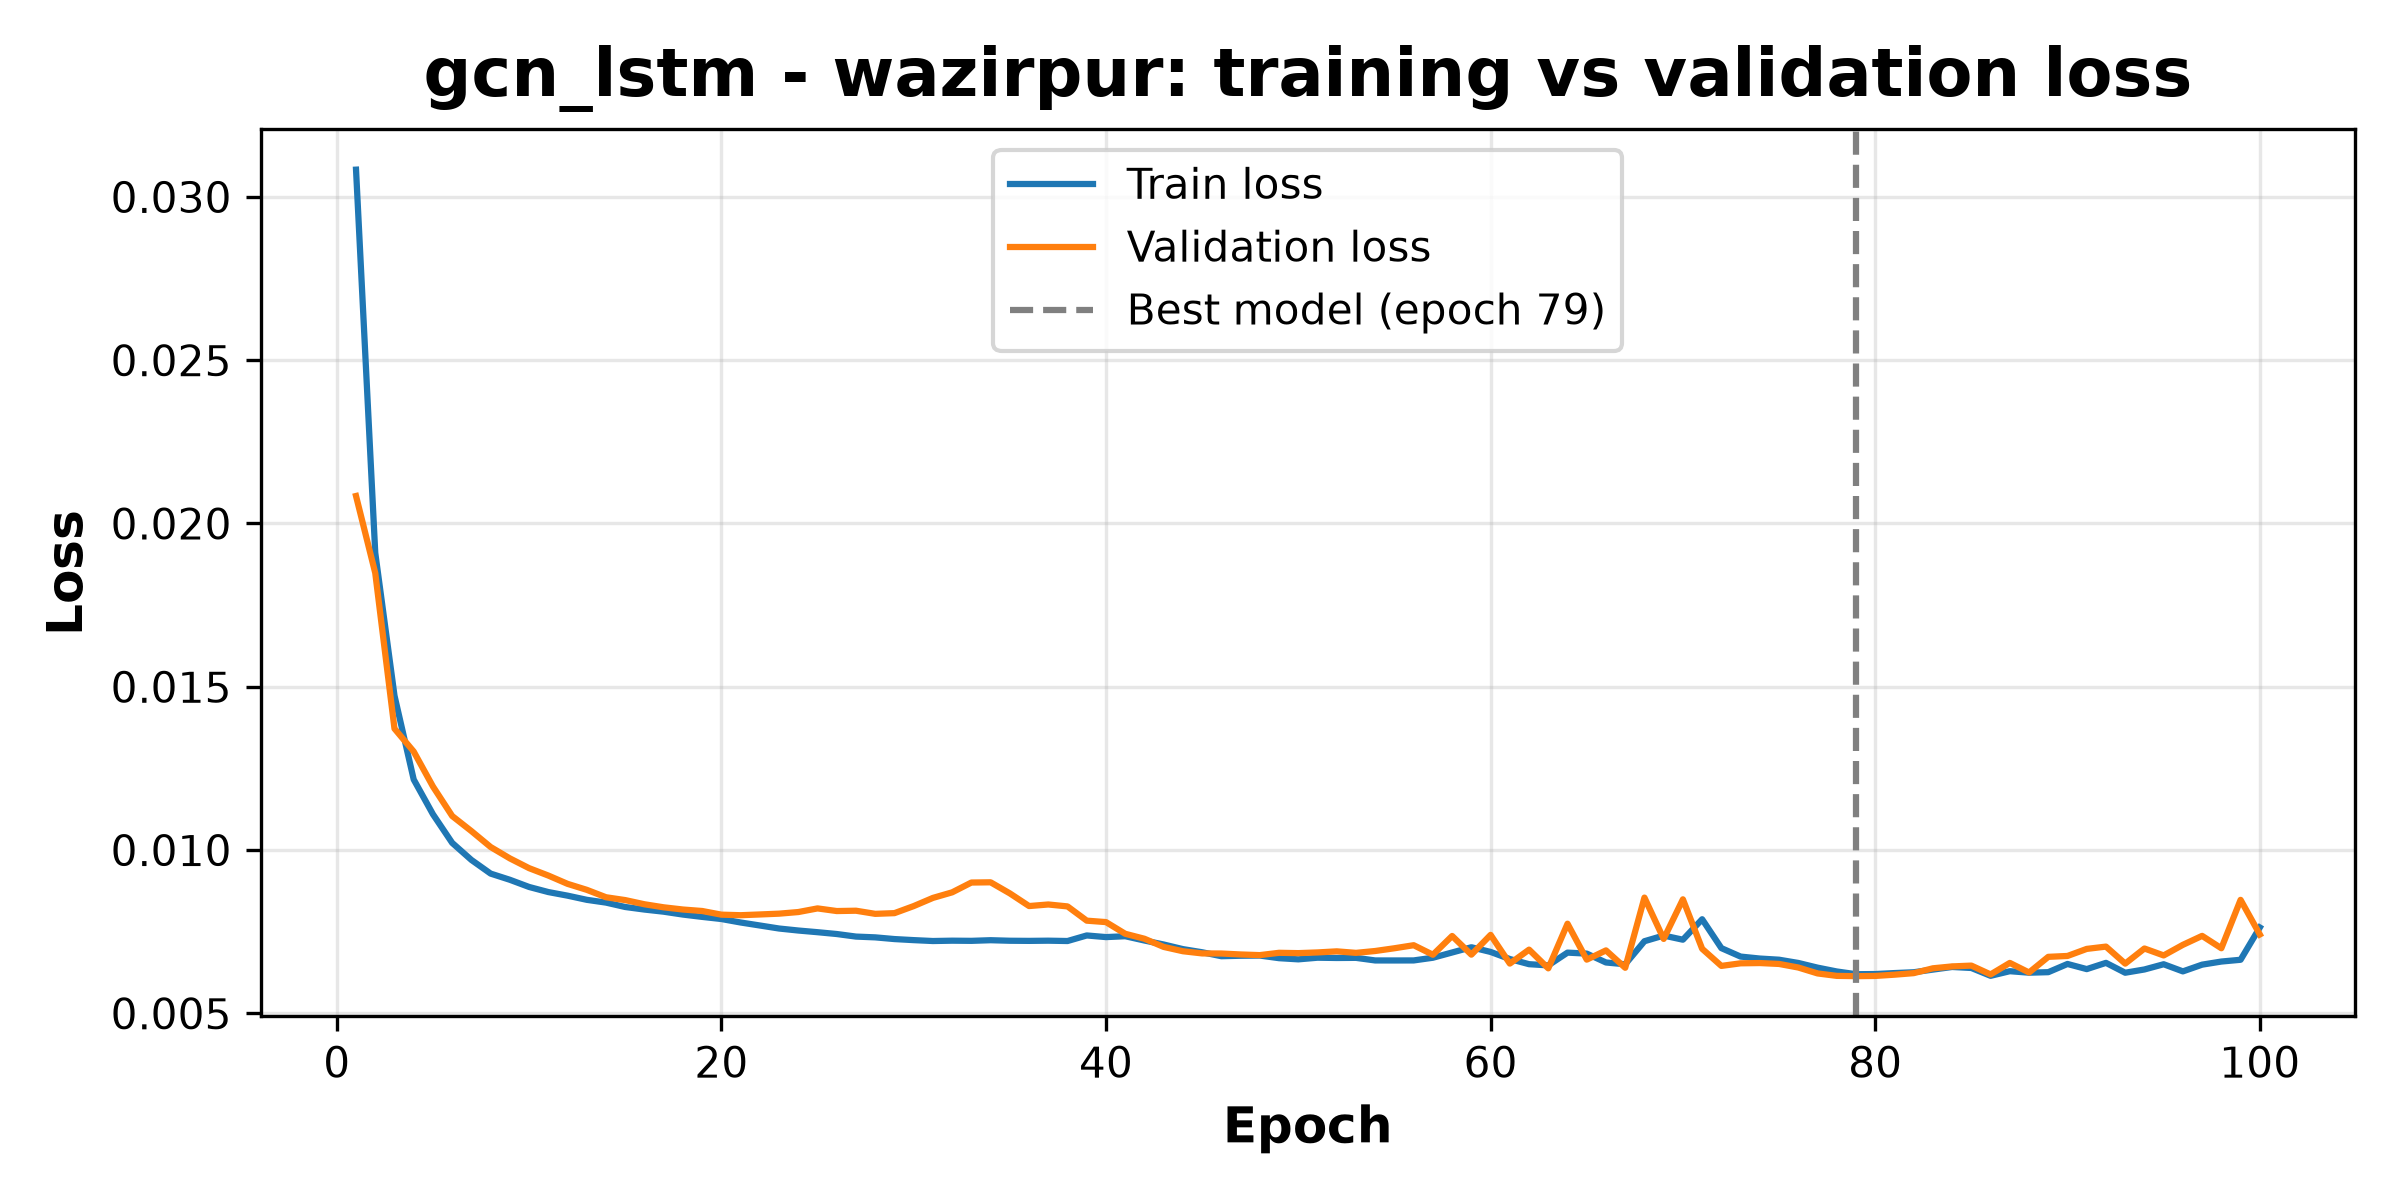 gcn_lstm - wazirpur: training vs validation loss
Train loss
Validation loss
Best model (epoch 79)
Loss
0.030
0.025
0.020
0.015
0.010
0.005
0 20 40 60 80 100
Epoch